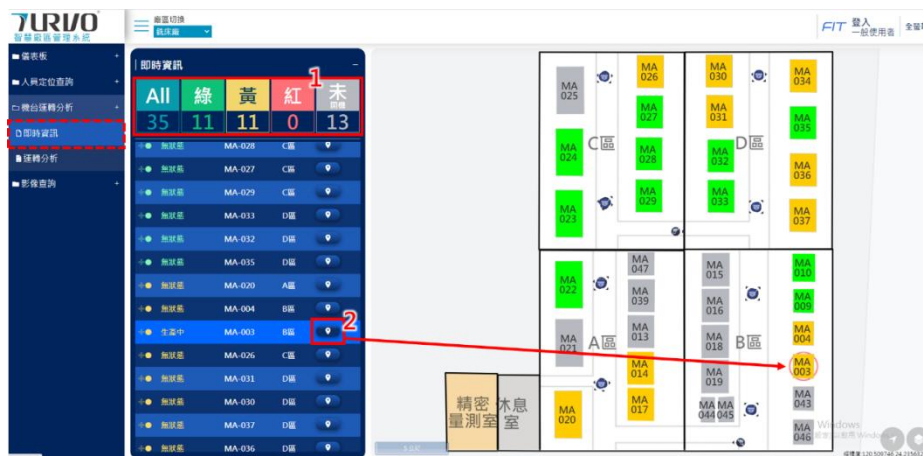 TURVO
智慧廠區管理系統
儀表板 +
人員定位查詢 +
機台運轉分析 +
即時資訊
運轉分析
影像查詢 +
廠區切換
銑床廠
FIT 登入
一般使用者
即時資訊 −
1
All 綠 黃 紅 未
35 11 11 0 13
無狀態 MA-028 C區
無狀態 MA-027 C區
無狀態 MA-029 C區
無狀態 MA-033 D區
無狀態 MA-032 D區
無狀態 MA-035 D區
無狀態 MA-020 A區
無狀態 MA-004 B區
生產中 MA-003 B區
2
無狀態 MA-026 C區
無狀態 MA-031 D區
無狀態 MA-030 D區
無狀態 MA-037 D區
無狀態 MA-036 D區
MA
025
MA
024
MA
023
C區
MA
026
MA
027
MA
028
MA
029
MA
030
MA
031
MA
032
MA
033
D區
MA
034
MA
035
MA
036
MA
037
MA
022
MA
021
MA
020
A區
MA
047
MA
039
MA
013
MA
014
MA
017
MA
015
MA
016
MA
018
MA
019
MA MA
044 045
B區
MA
010
MA
009
MA
004
MA
003
MA
043
MA
046
精密
量測室
休息
室
Windows